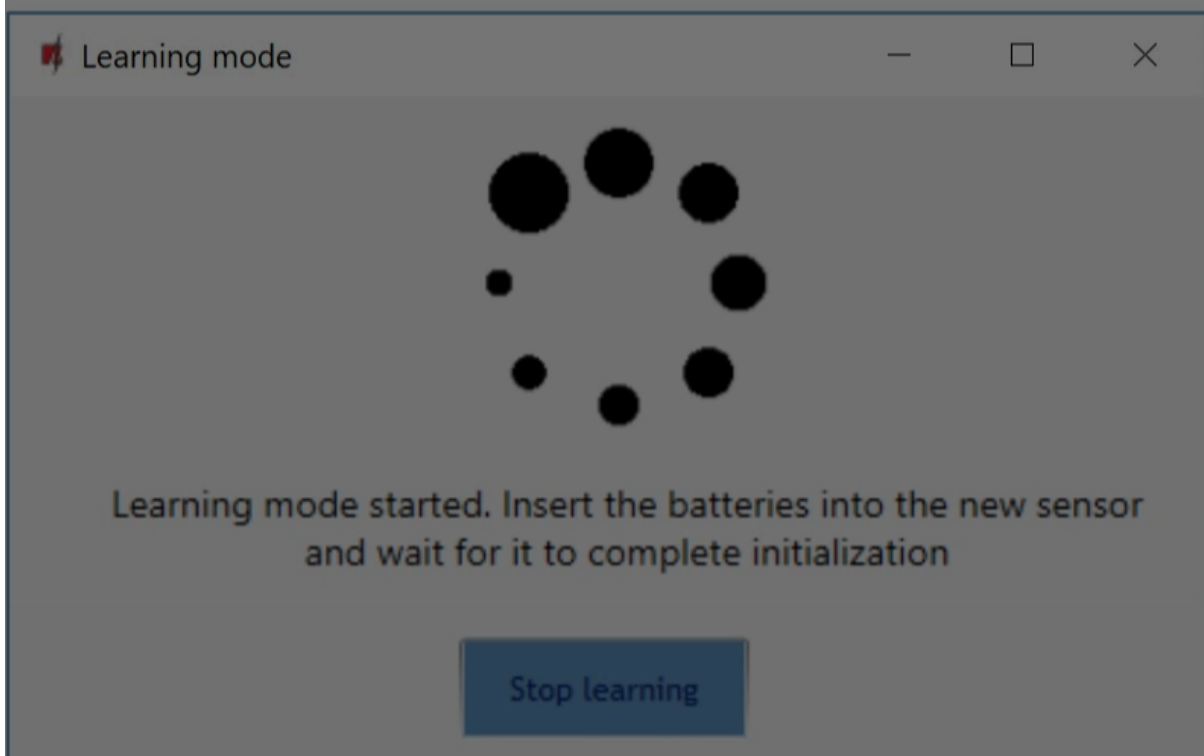 Learning mode
Learning mode started. Insert the batteries into the new sensor
and wait for it to complete initialization
Stop learning